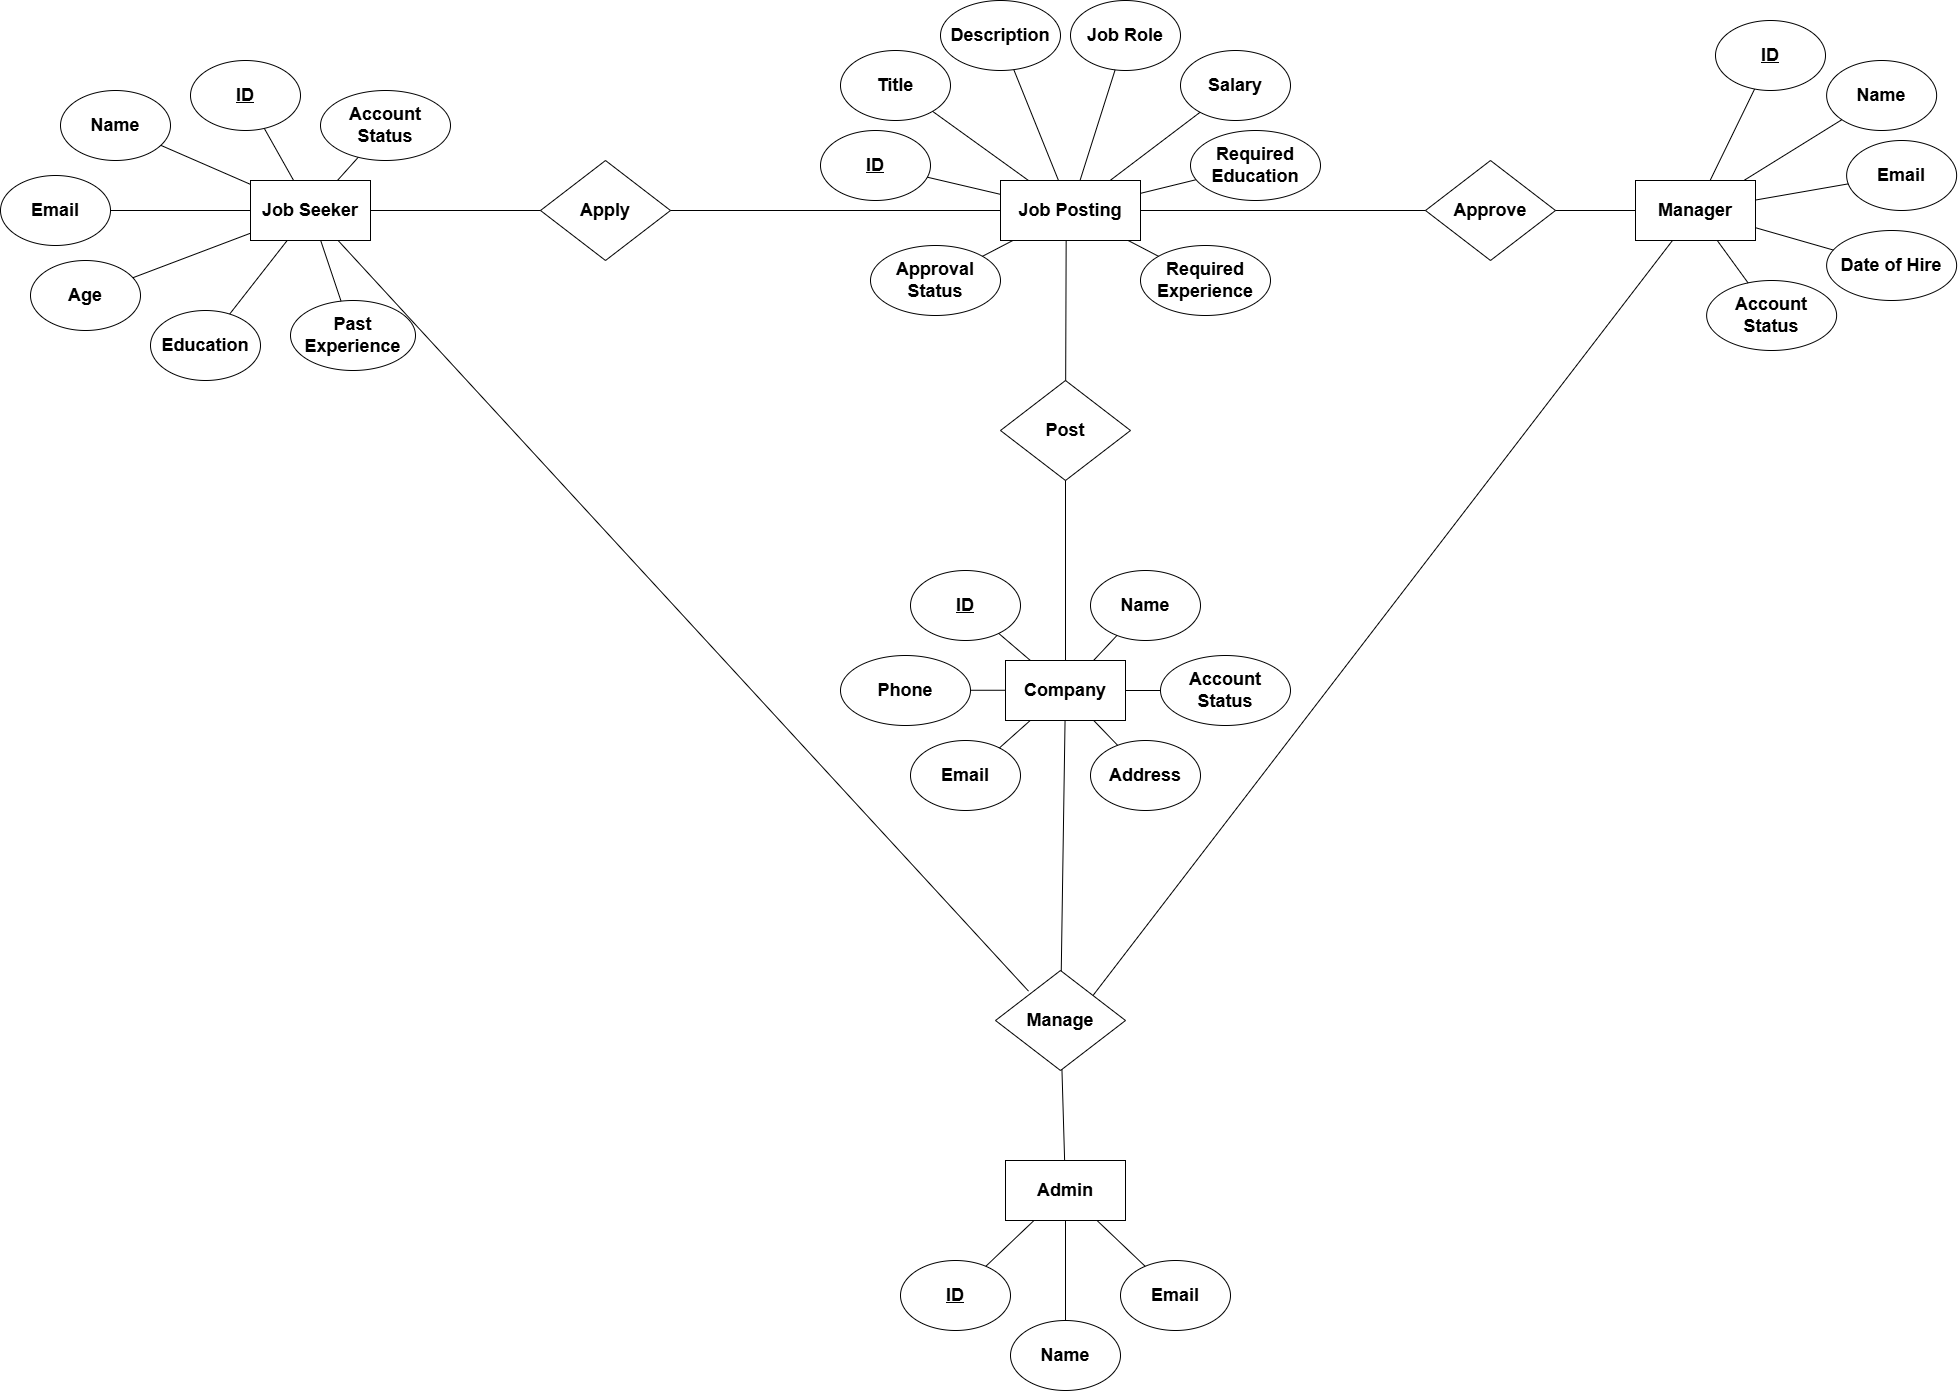 Description
Job Role
ID
Title
Salary
Name
ID
Name
Account
Status
Required
Education
ID
Email
Email
Job Seeker
Apply
Job Posting
Approve
Manager
Date of Hire
Approval
Status
Required
Experience
Age
Account
Status
Education
Past
Experience
Post
ID
Name
Phone
Company
Account
Status
Email
Address
Manage
Admin
ID
Email
Name